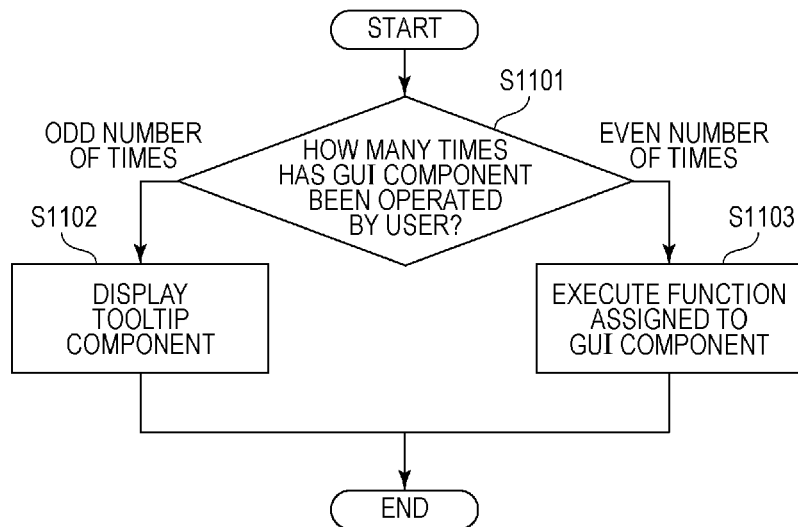 START
S1101
ODD NUMBER
OF TIMES
HOW MANY TIMES
HAS GUI COMPONENT
BEEN OPERATED
BY USER?
EVEN NUMBER
OF TIMES
S1102
DISPLAY
TOOLTIP
COMPONENT
S1103
EXECUTE FUNCTION
ASSIGNED TO
GUI COMPONENT
END